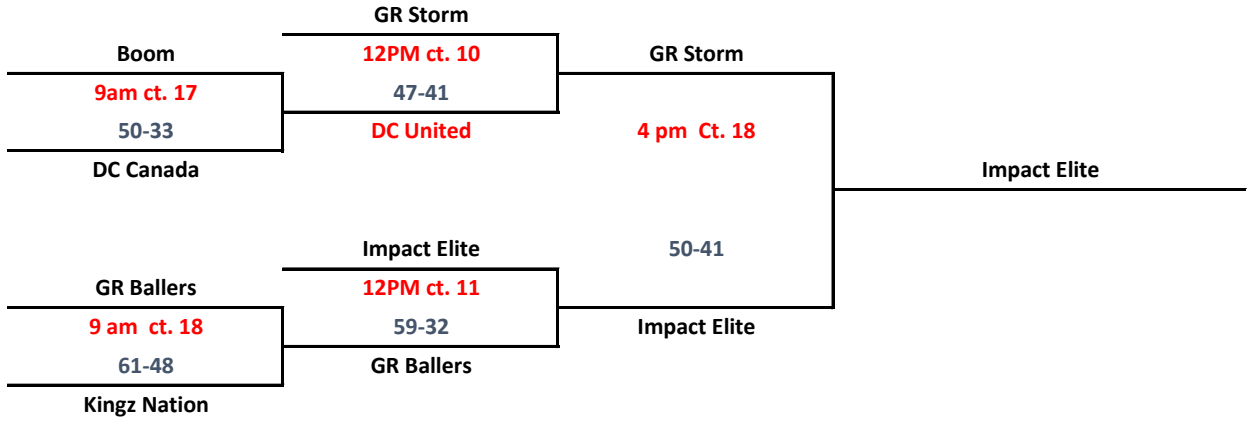 GR Storm
Boom
12PM ct. 10
GR Storm
9am ct. 17
47-41
50-33
DC United
4 pm  Ct. 18
DC Canada
Impact Elite
Impact Elite
50-41
GR Ballers
12PM ct. 11
9 am  ct. 18
59-32
Impact Elite
61-48
GR Ballers
Kingz Nation